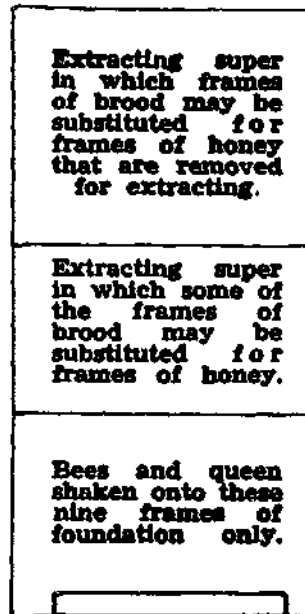 Extracting super
in which frames
of brood may be
substituted for
frames of honey
that are removed
for extracting.
Extracting super
in which some of
the frames of
brood may be
substituted for
frames of honey.
Bees and queen
shaken onto these
nine frames of
foundation only.